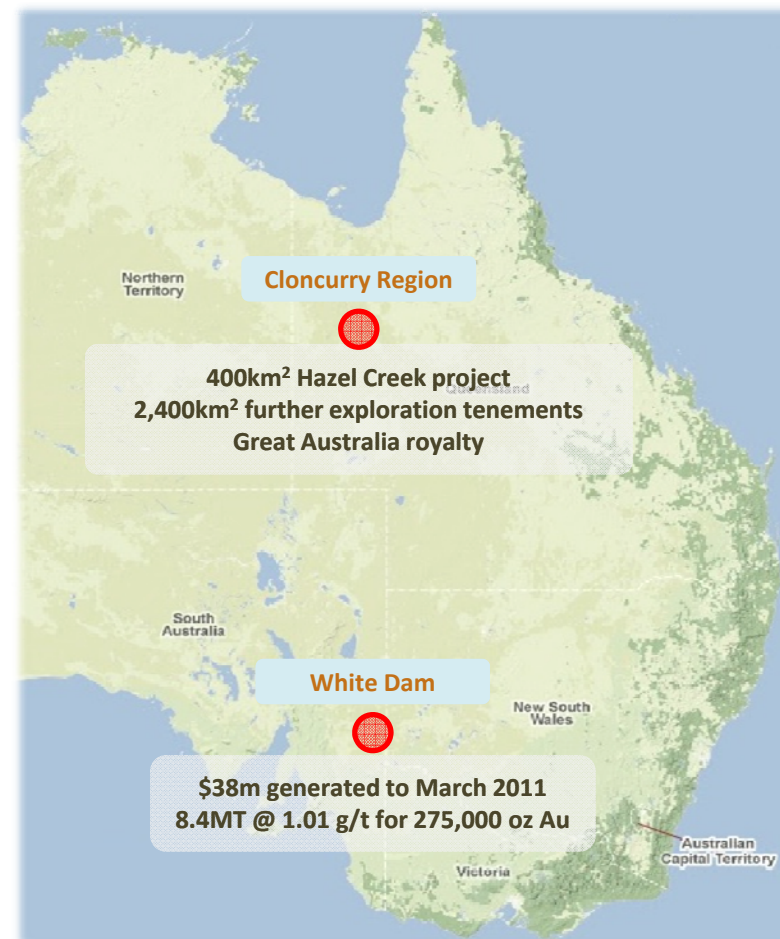 Northern
Territory
Cloncurry Region
400km² Hazel Creek project
Queensland
2,400km² further exploration tenements
Great Australia royalty
South
Australia
White Dam
New South
Wales
$38m generated to March 2011
8.4MT @ 1.01 g/t for 275,000 oz Au
Australian
Capital Territory
Victoria